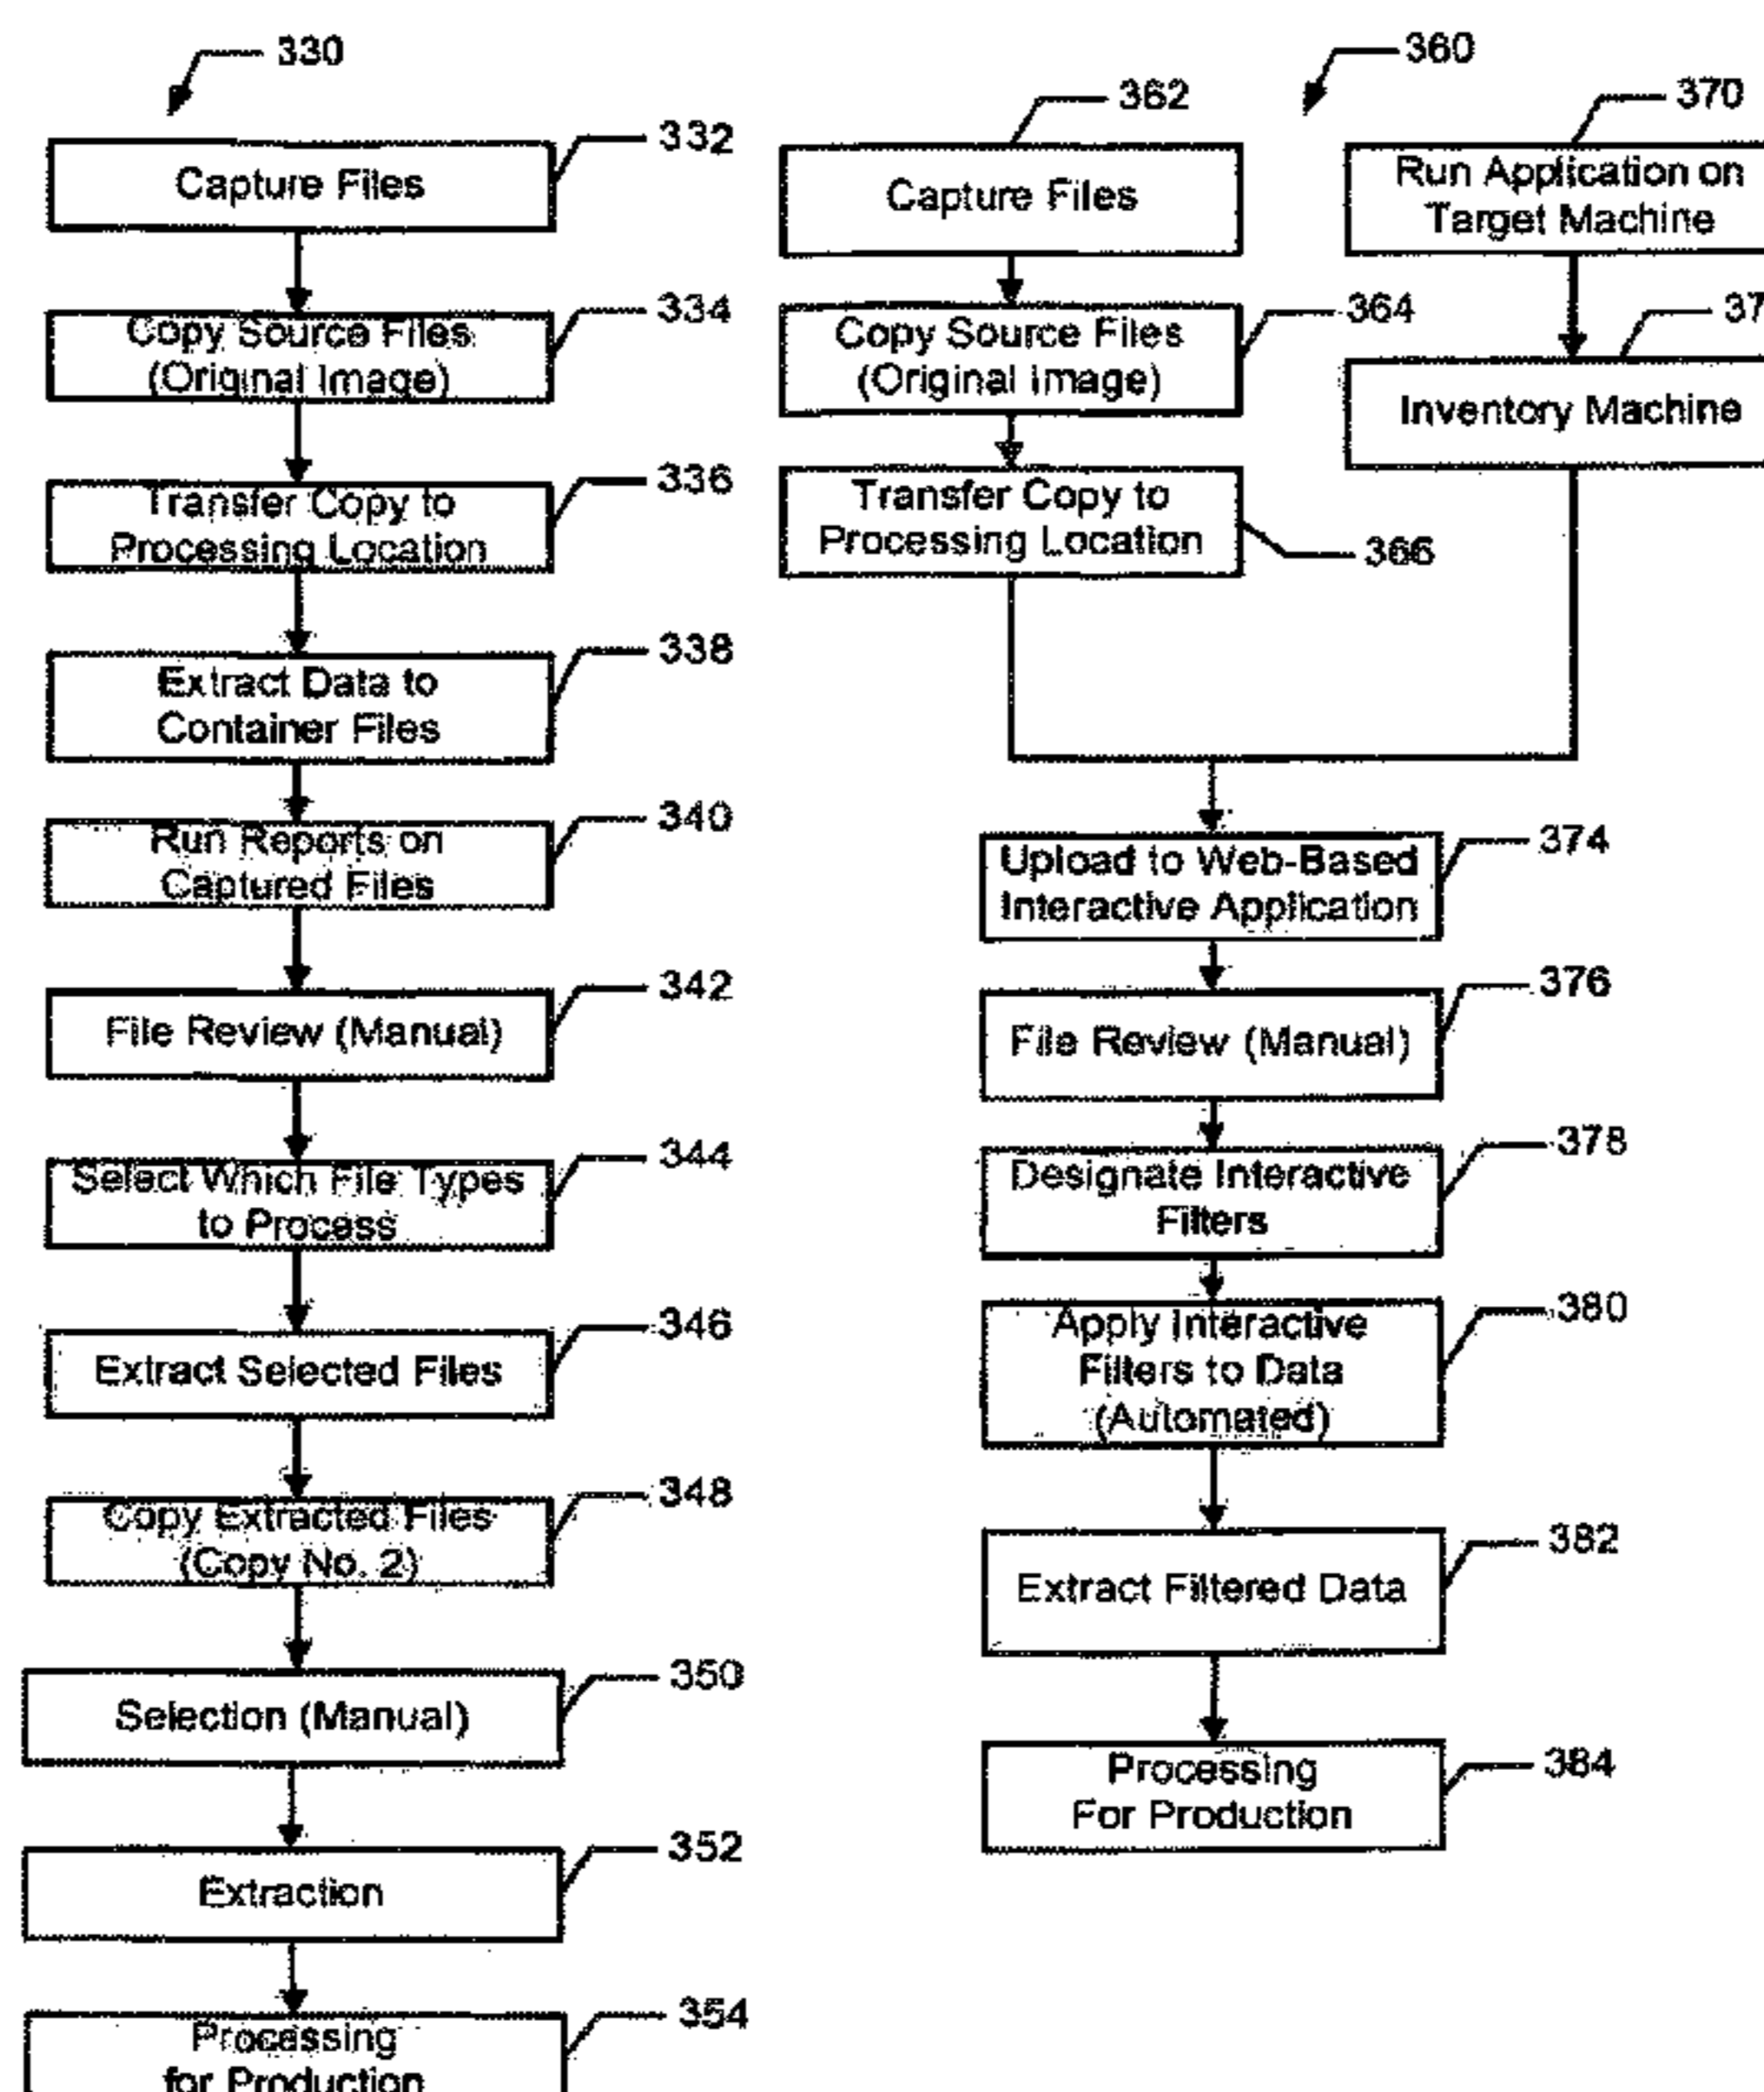 330
332
Capture Files
334
Copy Source Files
(Original Image)
336
Transfer Copy to
Processing Location
338
Extract Data to
Container Files
340
Run Reports on
Captured Files
342
File Review (Manual)
344
Select Which File Types
to Process
346
Extract Selected Files
348
Copy Extracted Files
(Copy No. 2)
350
Selection (Manual)
352
Extraction
354
Processing
for Production
360
362
Capture Files
364
Copy Source Files
(Original Image)
366
Transfer Copy to
Processing Location
370
Run Application on
Target Machine
37
Inventory Machine
374
Upload to Web-Based
Interactive Application
376
File Review (Manual)
378
Designate Interactive
Filters
380
Apply Interactive
Filters to Data
(Automated)
382
Extract Filtered Data
384
Processing
For Production